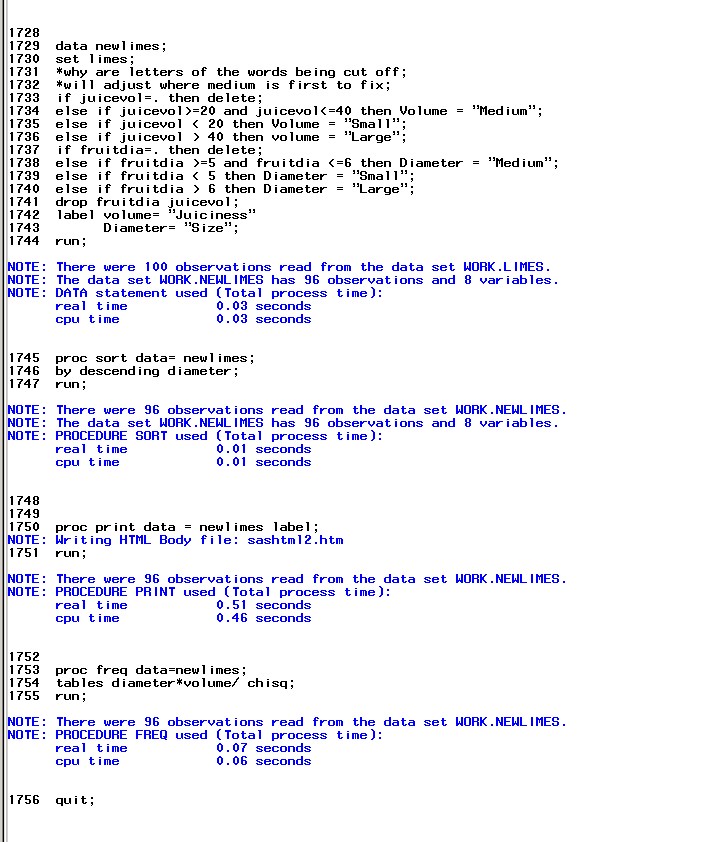 1728
1729 data newlimes;
1730 set limes;
1731 *why are letters of the words being cut off;
1732 *will adjust where medium is first to fix;
1733 if juicevol=. then delete;
1734 else if juicevol>=20 and juicevol<=40 then Volume = "Medium";
1735 else if juicevol < 20 then Volume = "Small";
1736 else if juicevol > 40 then volume = "Large";
1737 if fruitdia=. then delete;
1738 else if fruitdia >=5 and fruitdia <=6 then Diameter = "Medium";
1739 else if fruitdia < 5 then Diameter = "Small";
1740 else if fruitdia > 6 then Diameter = "Large";
1741 drop fruitdia juicevol;
1742 label volume= "Juiciness"
1743 Diameter= "Size";
1744 run;
NOTE: There were 100 observations read from the data set WORK.LIMES.
NOTE: The data set WORK.NEWLIMES has 96 observations and 8 variables.
NOTE: DATA statement used (Total process time):
real time 0.03 seconds
cpu time 0.03 seconds
1745 proc sort data= newlimes;
1746 by descending diameter;
1747 run;
NOTE: There were 96 observations read from the data set WORK.NEWLIMES.
NOTE: The data set WORK.NEWLIMES has 96 observations and 8 variables.
NOTE: PROCEDURE SORT used (Total process time):
real time 0.01 seconds
cpu time 0.01 seconds
1748
1749
1750 proc print data = newlimes label;
NOTE: Writing HTML Body file: sashtml2.htm
1751 run;
NOTE: There were 96 observations read from the data set WORK.NEWLIMES.
NOTE: PROCEDURE PRINT used (Total process time):
real time 0.51 seconds
cpu time 0.46 seconds
1752
1753 proc freq data=newlimes;
1754 tables diameter*volume/ chisq;
1755 run;
NOTE: There were 96 observations read from the data set WORK.NEWLIMES.
NOTE: PROCEDURE FREQ used (Total process time):
real time 0.07 seconds
cpu time 0.06 seconds
1756 quit;